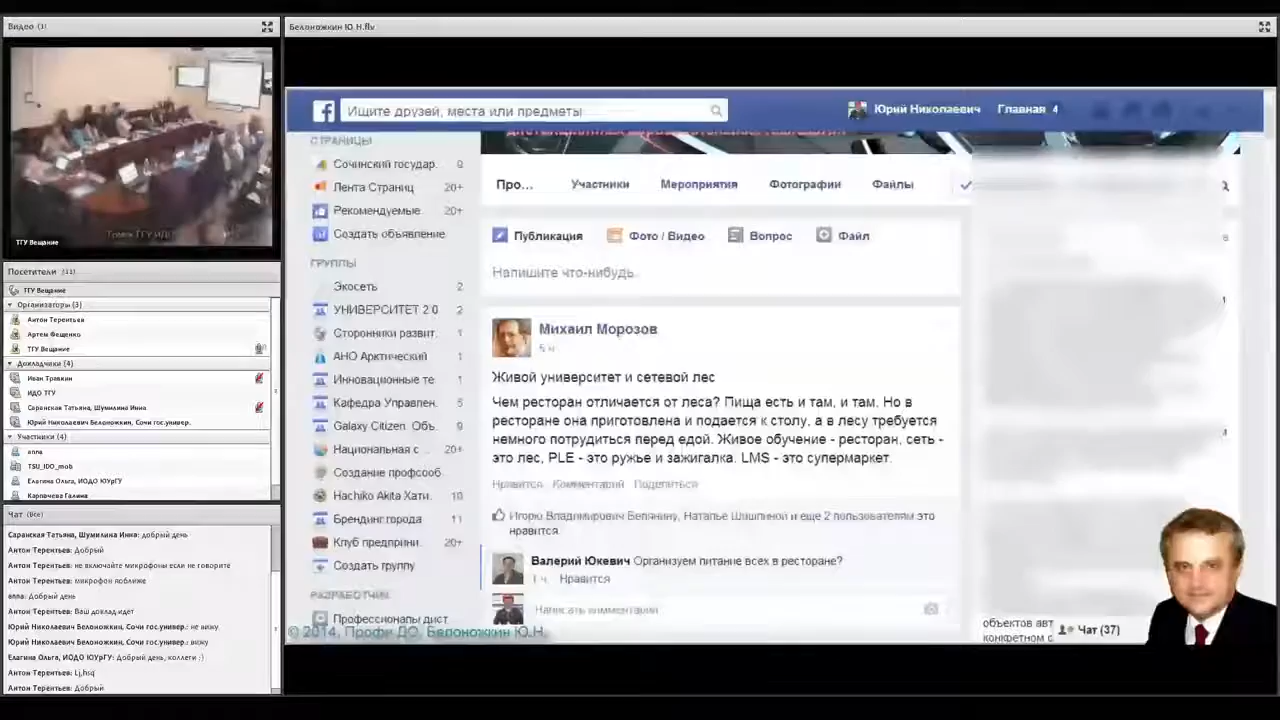 Видео (1)
ТГУ Вещание
Посетители (11)
ТГУ Вещание
Организаторы (3)
Антон Терентьев
Артем Фещенко
ТГУ Вещание
Докладчики (4)
Иван Травкин
ИДО ТГУ
Саранская Татьяна, Шумилина Инна
Юрий Николаевич Белоножкин, Сочи гос.универ.
Участники (4)
анна
TSU_IDO_mob
Елагина Ольга, ИОДО ЮУрГУ
Карпачева Галина
Чат (Все)
Саранская Татьяна, Шумилина Инна: добрый день
Антон Терентьев: Добрый
Антон Терентьев: не включайте микрофоны если не говорите
Антон Терентьев: микрофон поближе
анна: Добрый день
Антон Терентьев: Ваш доклад идет
Юрий Николаевич Белоножкин, Сочи гос.универ.: не вижу
Юрий Николаевич Белоножкин, Сочи гос.универ.: вижу
Елагина Ольга, ИОДО ЮУрГУ: Добрый день, коллеги :)
Антон Терентьев: Lj,hsq
Антон Терентьев: Добрый
Белоножкин Ю.Н.flv
Ищите друзей, места или предметы
Юрий Николаевич Главная 4
СТРАНИЦЫ
Сочинский государ. 9
Лента Страниц 20+
Рекомендуемые 20+
Создать объявление
ГРУППЫ
Экосеть 2
УНИВЕРСИТЕТ 2.0 2
Сторонники развит. 1
АНО Арктический 1
Инновационные те 1
Кафедра Управлен. 5
Galaxy Citizen Объ. 9
Национальная с ... 20+
Создание профсооб
Hachiko Akita Хати. 10
Брендинг города 11
Клуб предприни. 20+
Создать группу
РАЗРАБОТЧИК
Профессионалы дист
© 2014, Профи ДО, Белоножкин Ю.Н.
Про... Участники Мероприятия Фотографии Файлы
Публикация Фото / Видео Вопрос Файл
Напишите что-нибудь.
Михаил Морозов
5 ч
Живой университет и сетевой лес
Чем ресторан отличается от леса? Пища есть и там, и там. Но в
ресторане она приготовлена и подается к столу, а в лесу требуется
немного потрудиться перед едой. Живое обучение - ресторан, сеть -
это лес, PLE - это ружье и зажигалка. LMS - это супермаркет.
Нравится Комментарий Поделиться
Игорю Владимирович Белянину, Наталье Шишлиной и еще 2 пользователям это
нравится.
Валерий Юкевич Организуем питание всех в ресторане?
1 ч Нравится
Написать комментарий
объектов авт
конкретном с
Чат (37)